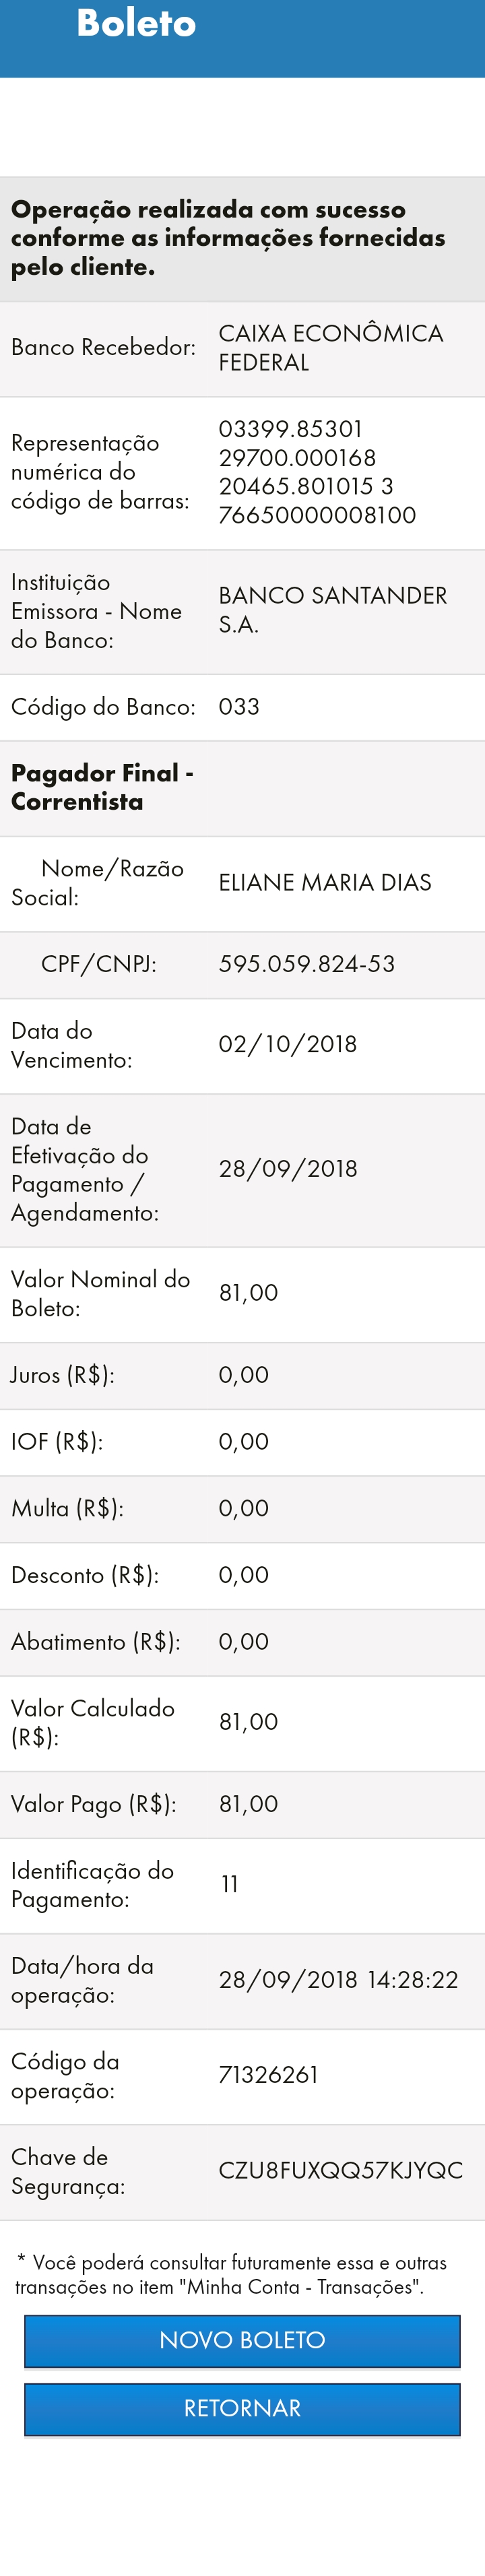 Boleto
Operação realizada com sucesso
conforme as informações fornecidas
pelo cliente.
Banco Recebedor:
CAIXA ECONÔMICA
FEDERAL
Representação
numérica do
código de barras:
03399.85301
29700.000168
20465.801015 3
76650000008100
Instituição
Emissora - Nome
do Banco:
BANCO SANTANDER
S.A.
Código do Banco:
033
Pagador Final -
Correntista
Nome/Razão
Social:
ELIANE MARIA DIAS
CPF/CNPJ:
595.059.824-53
Data do
Vencimento:
02/10/2018
Data de
Efetivação do
Pagamento /
Agendamento:
28/09/2018
Valor Nominal do
Boleto:
81,00
Juros (R$):
0,00
IOF (R$):
0,00
Multa (R$):
0,00
Desconto (R$):
0,00
Abatimento (R$):
0,00
Valor Calculado
(R$):
81,00
Valor Pago (R$):
81,00
Identificação do
Pagamento:
11
Data/hora da
operação:
28/09/2018 14:28:22
Código da
operação:
71326261
Chave de
Segurança:
CZU8FUXQQ57KJYQC
* Você poderá consultar futuramente essa e outras
transações no item "Minha Conta - Transações".
NOVO BOLETO
RETORNAR